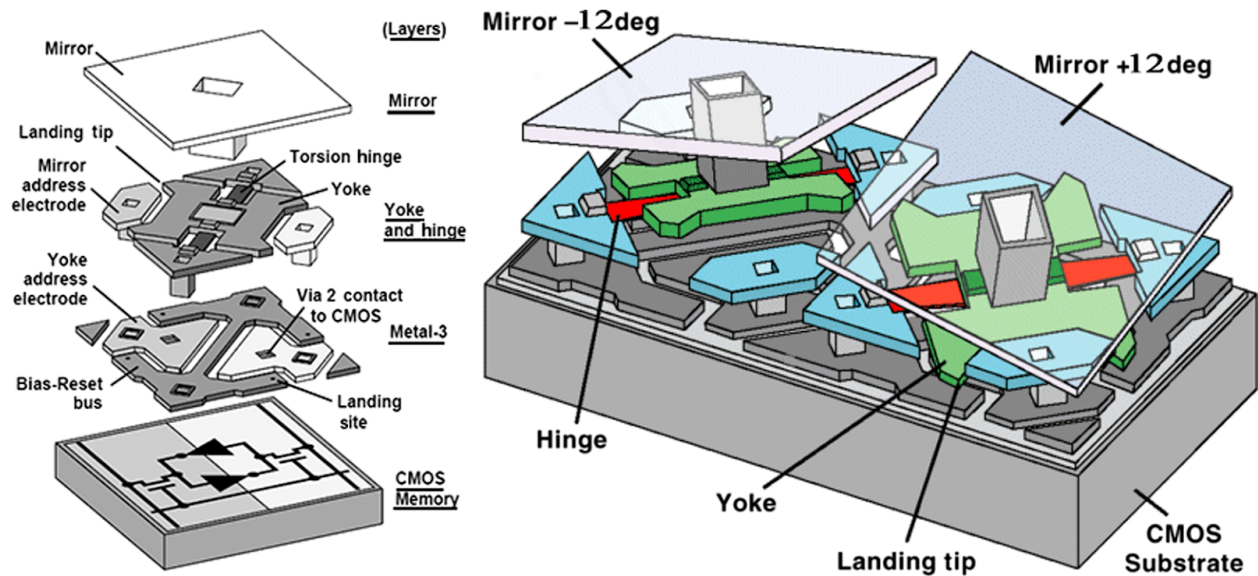 (Layers)
Mirror
Mirror
Landing tip
Torsion hinge
Mirror
address
electrode
Yoke
Yoke
and hinge
Yoke
address
electrode
Via 2 contact
to CMOS
Metal-3
Bias-Reset
bus
Landing
site
CMOS
Memory
Mirror –12deg
Mirror +12deg
Hinge
Yoke
Landing tip
CMOS
Substrate